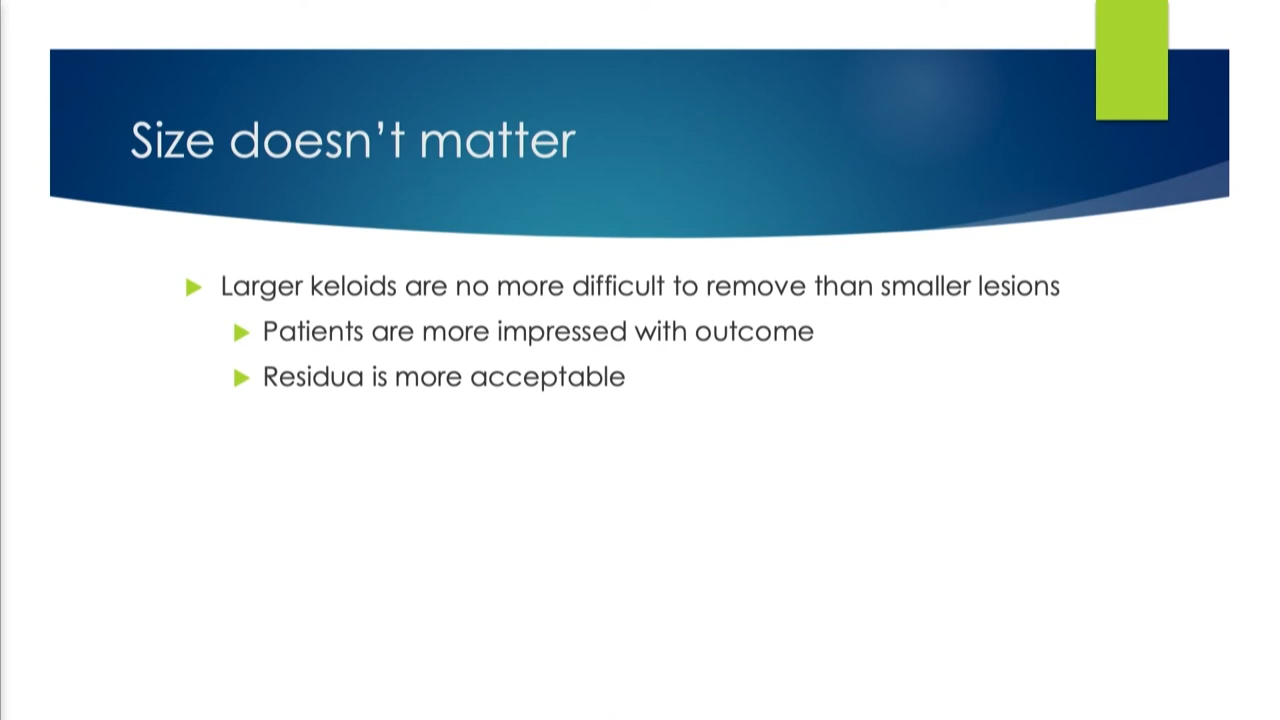 Size doesn’t matter
Larger keloids are no more difficult to remove than smaller lesions
Patients are more impressed with outcome
Residua is more acceptable